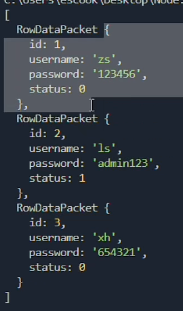 C:\Users\escook\Desktop\Node.
[
  RowDataPacket {
    id: 1,
    username: 'zs',
    password: '123456',
    status: 0
  },
  RowDataPacket {
    id: 2,
    username: 'ls',
    password: 'admin123',
    status: 1
  },
  RowDataPacket {
    id: 3,
    username: 'xh',
    password: '654321',
    status: 0
  }
]